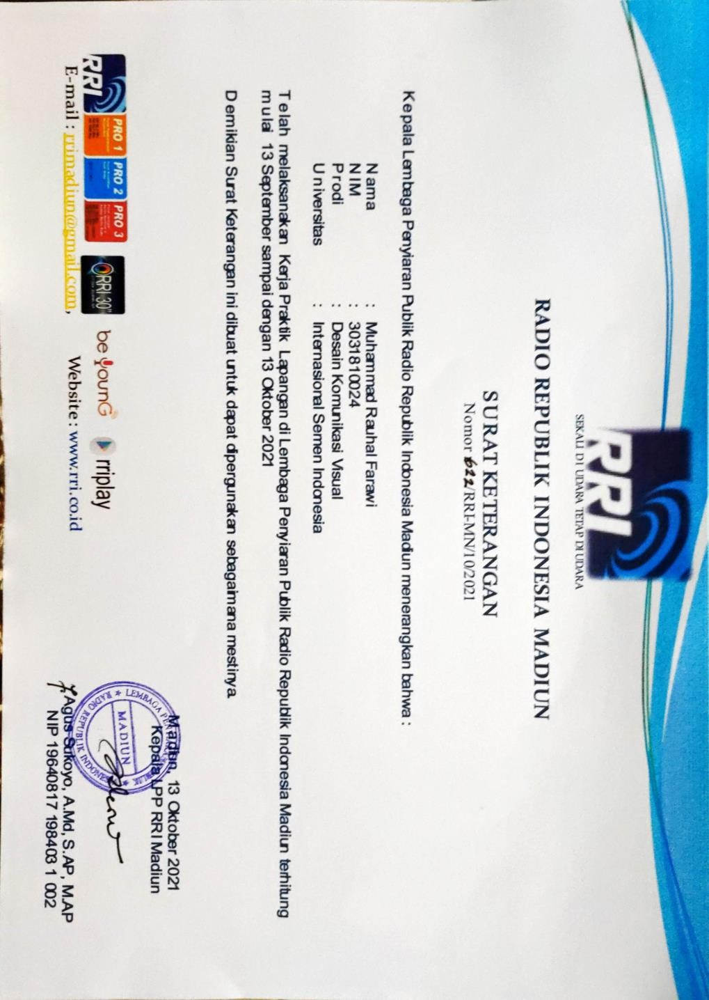 RRI
SEKALI DI UDARA TETAP DI UDARA
RADIO REPUBLIK INDONESIA MADIUN
SURAT KETERANGAN
Nomor 622/RRI-MN/10/2021
Kepala Lembaga Penyiaran Publik Radio Republik Indonesia Madiun menerangkan bahwa :
Nama : Muhammad Rauhal Farawi
NIM : 3031810024
Prodi : Desain Komunikasi Visual
Universitas : Internasional Semen Indonesia
Telah melaksanakan Kerja Praktik Lapangan di Lembaga Penyiaran Publik Radio Republik Indonesia Madiun terhitung
mulai 13 September sampai dengan 13 Oktober 2021
Demikian Surat Keterangan ini dibuat untuk dapat dipergunakan sebagaimana mestinya.
Madiun, 13 Oktober 2021
Kepala LPP RRI Madiun
MADIUN
RADIO REPUBLIK INDONESIA
Agus Sukoyo, A.Md, S.AP, M.AP
NIP 19640817 198403 1 002
RRI PRO 1 PRO 2 PRO 3 RRI 30" be younG rriplay
E-mail : rrimadiun@gmail.com, Website : www.rri.co.id